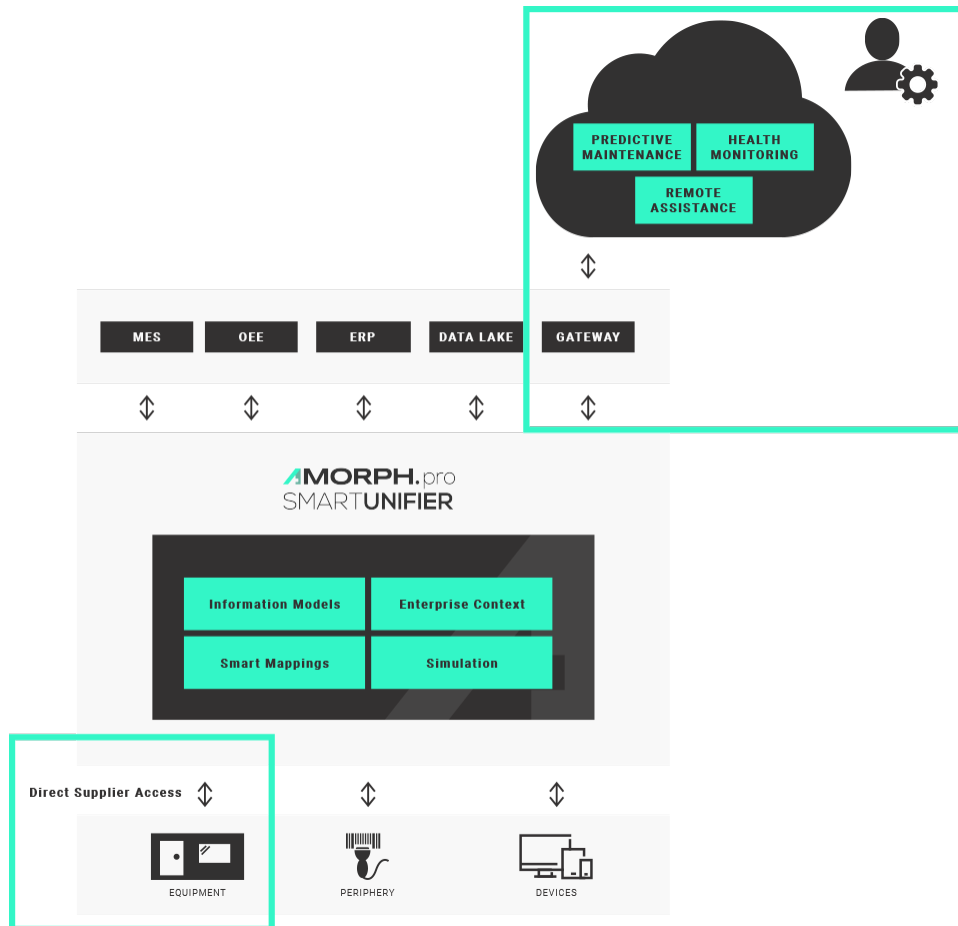 PREDICTIVE
MAINTENANCE
HEALTH
MONITORING
REMOTE
ASSISTANCE
MES
OEE
ERP
DATA LAKE
GATEWAY
AMORPH.pro
SMARTUNIFIER
Information Models
Enterprise Context
Smart Mappings
Simulation
Direct Supplier Access
EQUIPMENT
PERIPHERY
DEVICES